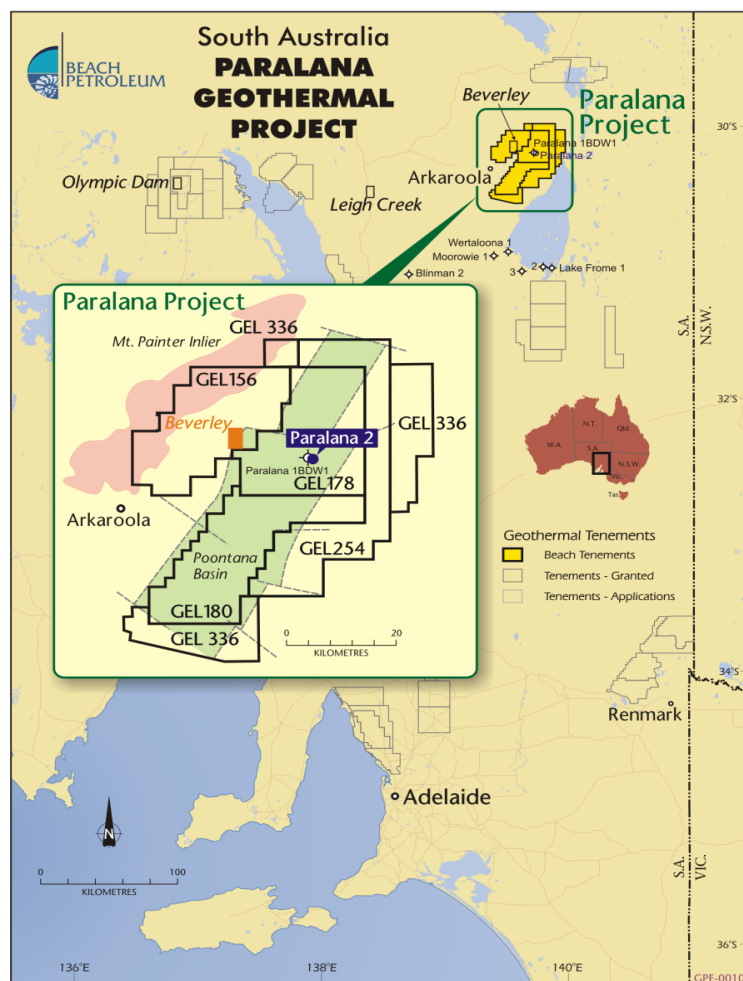 BEACH
PETROLEUM
South Australia
PARALANA
GEOTHERMAL
PROJECT
Beverley
Paralana
Project
30°S
Paralana 1BDW1
Paralana 2
Arkaroola
Olympic Dam
Leigh Creek
Wertaloona 1
Moorowie 1
Blinman 2
3
2
Lake Frome 1
Paralana Project
GEL 336
Mt. Painter Inlier
GEL156
Beverley
GEL 336
Paralana 2
Paralana 1BDW1
GEL178
Arkaroola
GEL254
Poontana
Basin
GEL180
GEL 336
0
20
KILOMETRES
S.A.
N.S.W.
32°S
N.T.
Qld.
W.A.
S.A.
N.S.W.
Vic.
Tas.
Geothermal Tenements
Beach Tenements
Tenements - Granted
Tenements - Applications
34°S
Renmark
Adelaide
N
0
100
KILOMETRES
S.A.
VIC.
36°S
136°E
138°E
140°E
GPE-0010